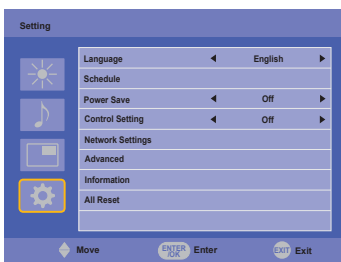 Setting
Language English
Schedule
Power Save Off
Control Setting Off
Network Settings
Advanced
Information
All Reset
Move ENTER /OK Enter EXIT Exit